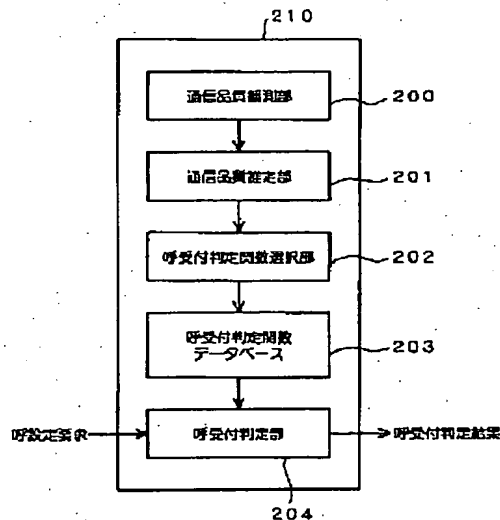 210
通信品質観測部
200
通信品質推定部
201
呼受付判定関数選択部
202
呼受付判定関数
データベース
203
呼設定要求
呼受付判定部
呼受付判定結果
204